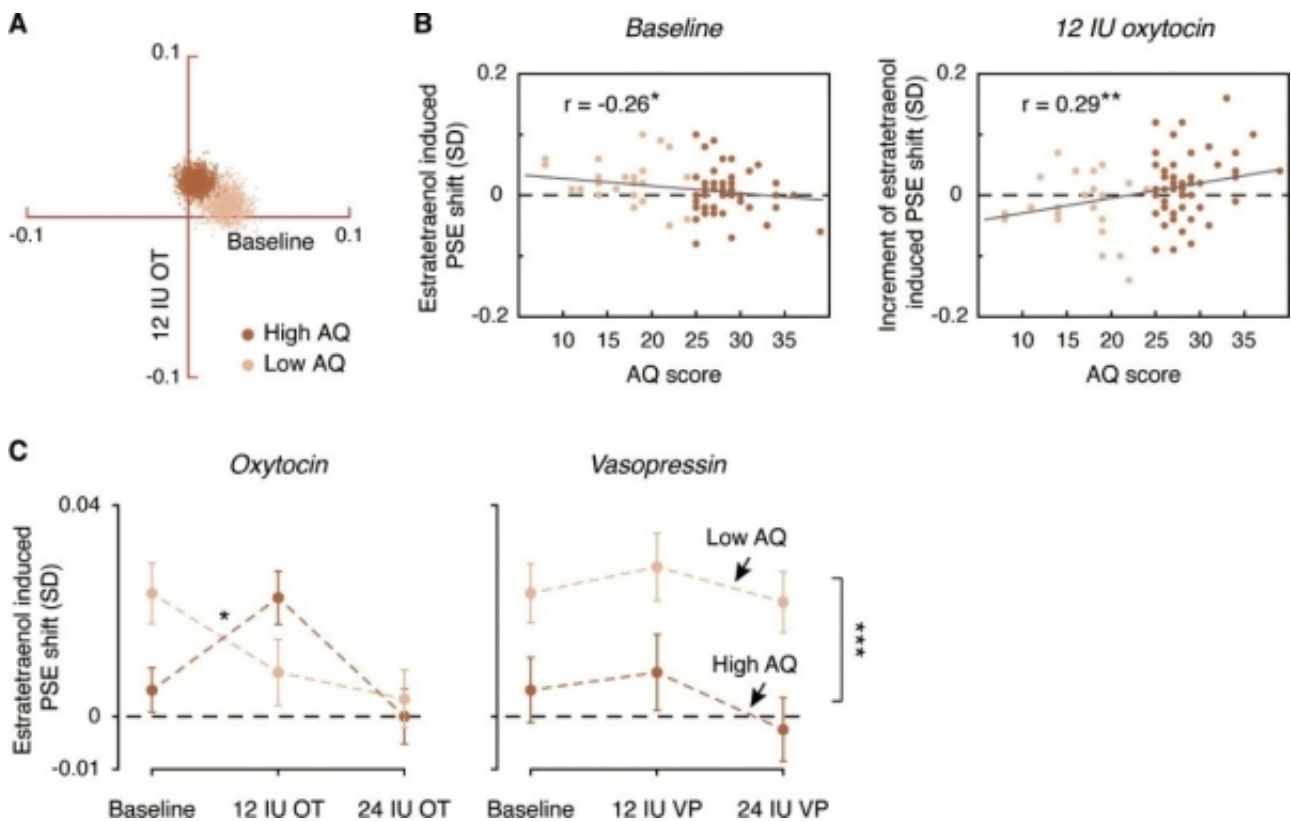 A
0.1
-0.1
Baseline
0.1
12 IU OT
-0.1
High AQ
Low AQ
B
Baseline
12 IU oxytocin
Estratetraenol induced
PSE shift (SD)
0.2
0
-0.2
r = -0.26*
10 15 20 25 30 35
AQ score
Increment of estratetraenol
induced PSE shift (SD)
0.2
0
-0.2
r = 0.29**
10 15 20 25 30 35
AQ score
C
Oxytocin
Vasopressin
Estratetraenol induced
PSE shift (SD)
0.04
0
-0.01
*
Baseline 12 IU OT 24 IU OT
Low AQ
High AQ
***
Baseline 12 IU VP 24 IU VP